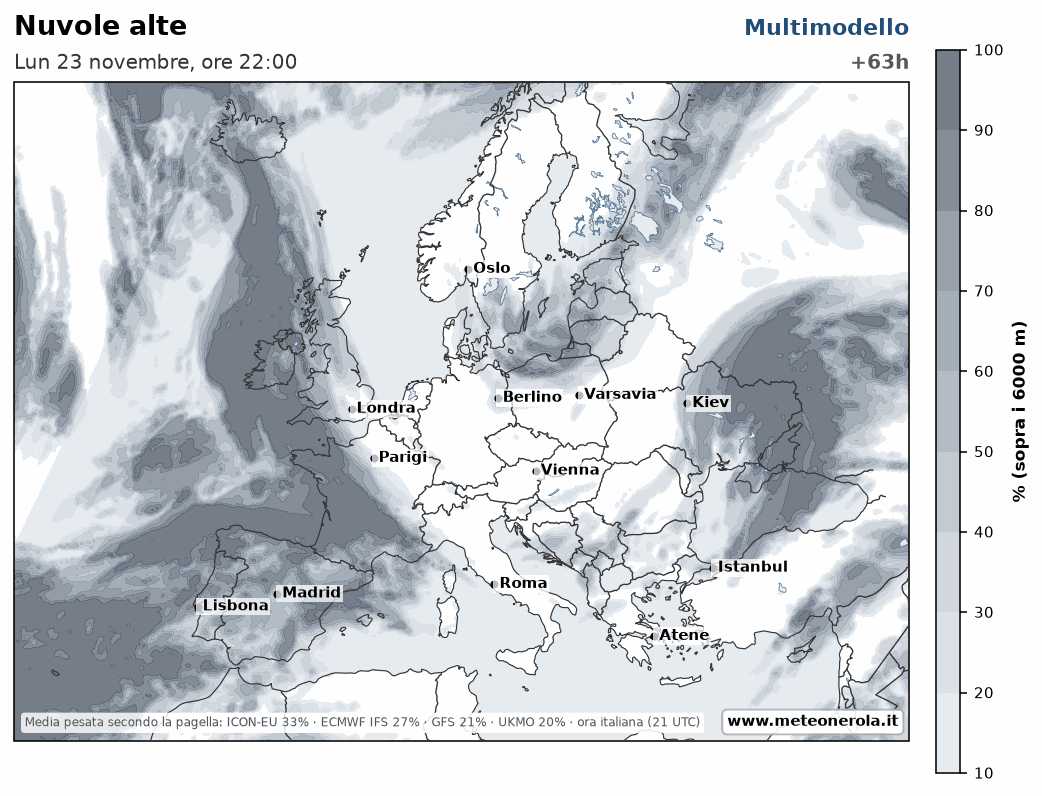 Nuvole alte
Multimodello
Lun 23 novembre, ore 22:00
+63h
100
90
80
70
60
50
40
30
20
10
% (sopra i 6000 m)
Oslo
Berlino
Varsavia
Kiev
Londra
Parigi
Vienna
Istanbul
Roma
Madrid
Lisbona
Atene
Media pesata secondo la pagella: ICON-EU 33% · ECMWF IFS 27% · GFS 21% · UKMO 20% · ora italiana (21 UTC)
www.meteonerola.it